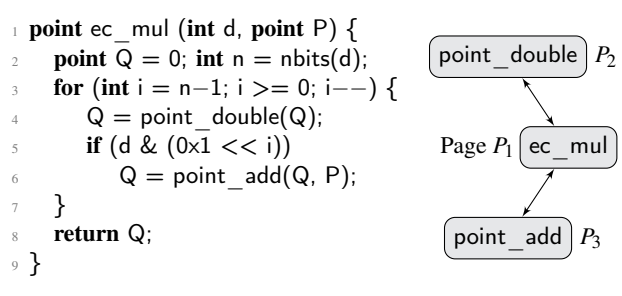 1 point ec_mul (int d, point P) {
2 point Q = 0; int n = nbits(d);
3 for (int i = n−1; i >= 0; i−−) {
4 Q = point_double(Q);
5 if (d & (0x1 << i))
6 Q = point_add(Q, P);
7 }
8 return Q;
9 }
point_double P2
Page P1 ec_mul
point_add P3